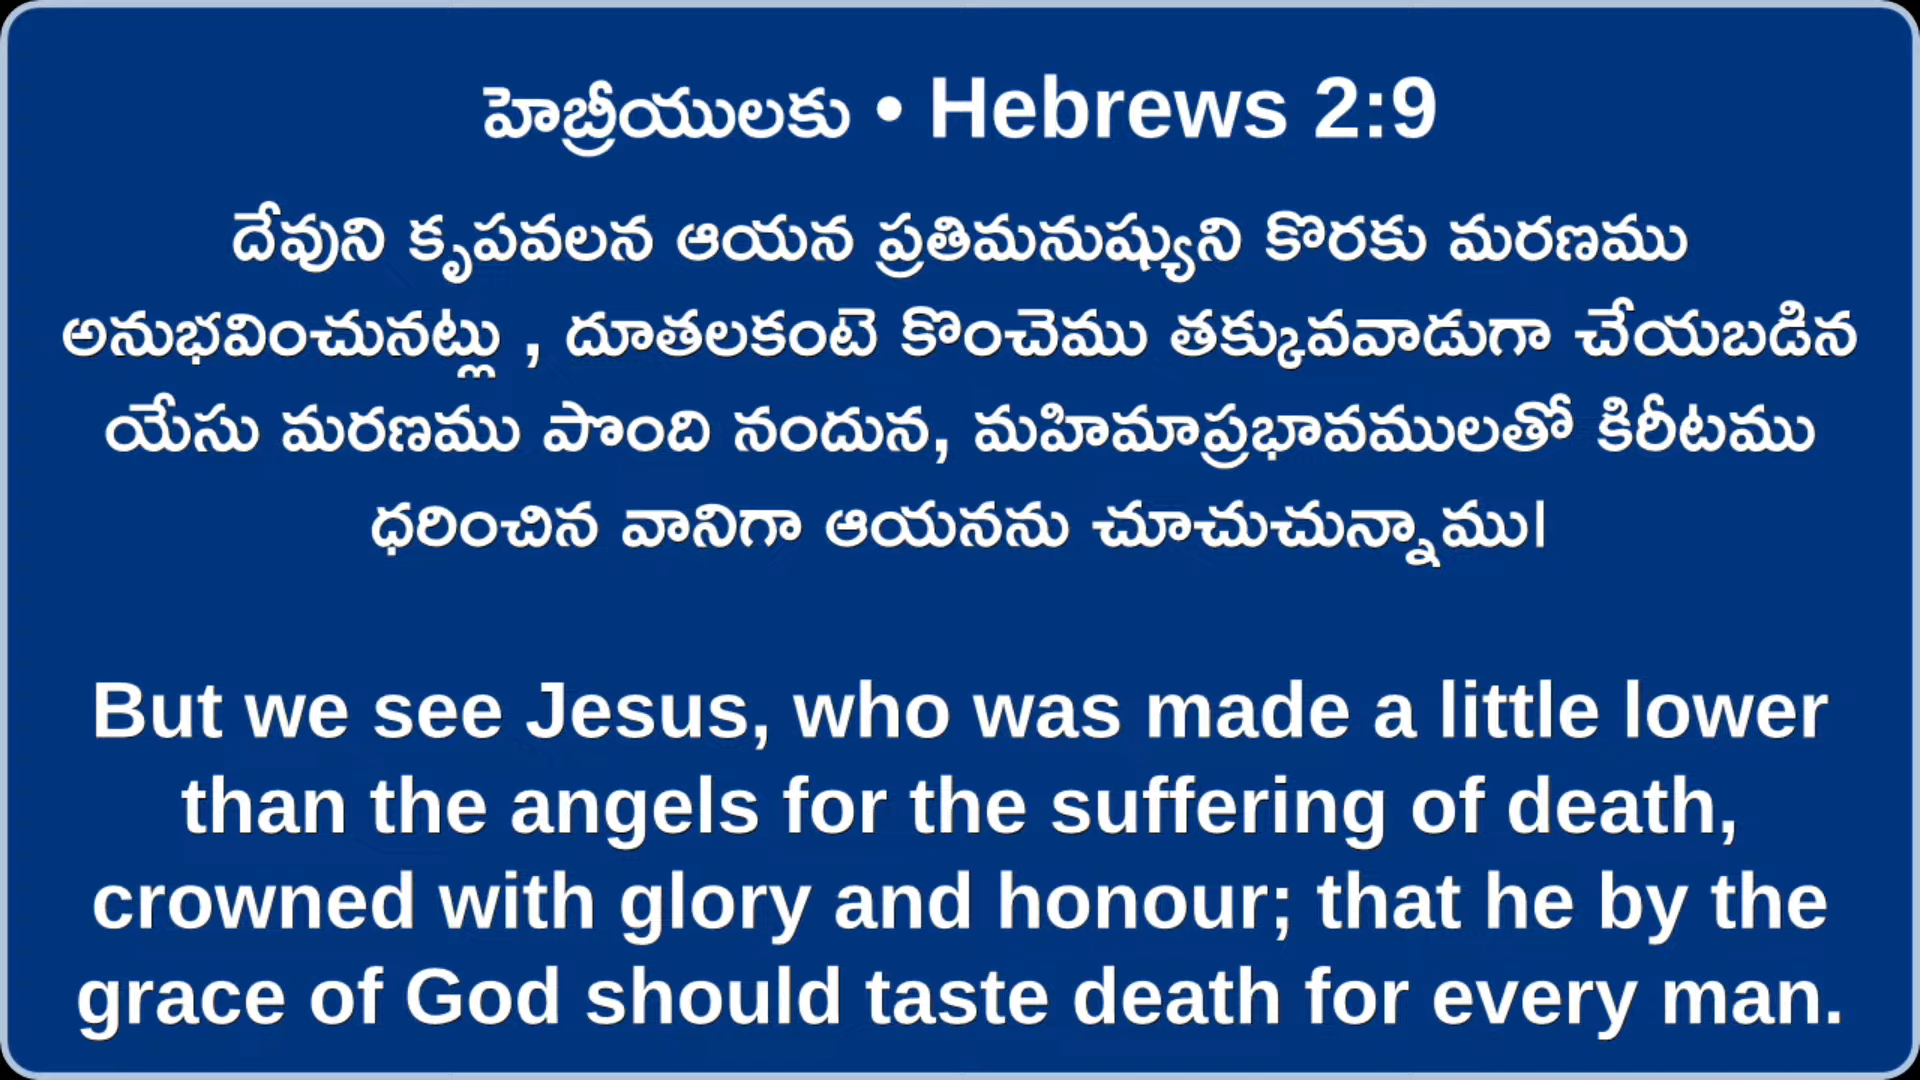 హెబ్రీయులకు • Hebrews 2:9
దేవుని కృపవలన ఆయన ప్రతిమనుష్యుని కొరకు మరణము
అనుభవించునట్లు , దూతలకంటె కొంచెము తక్కువవాడుగా చేయబడిన
యేసు మరణము పొంది నందున, మహిమాప్రభావములతో కిరీటము
ధరించిన వానిగా ఆయనను చూచుచున్నాము।
But we see Jesus, who was made a little lower
than the angels for the suffering of death,
crowned with glory and honour; that he by the
grace of God should taste death for every man.